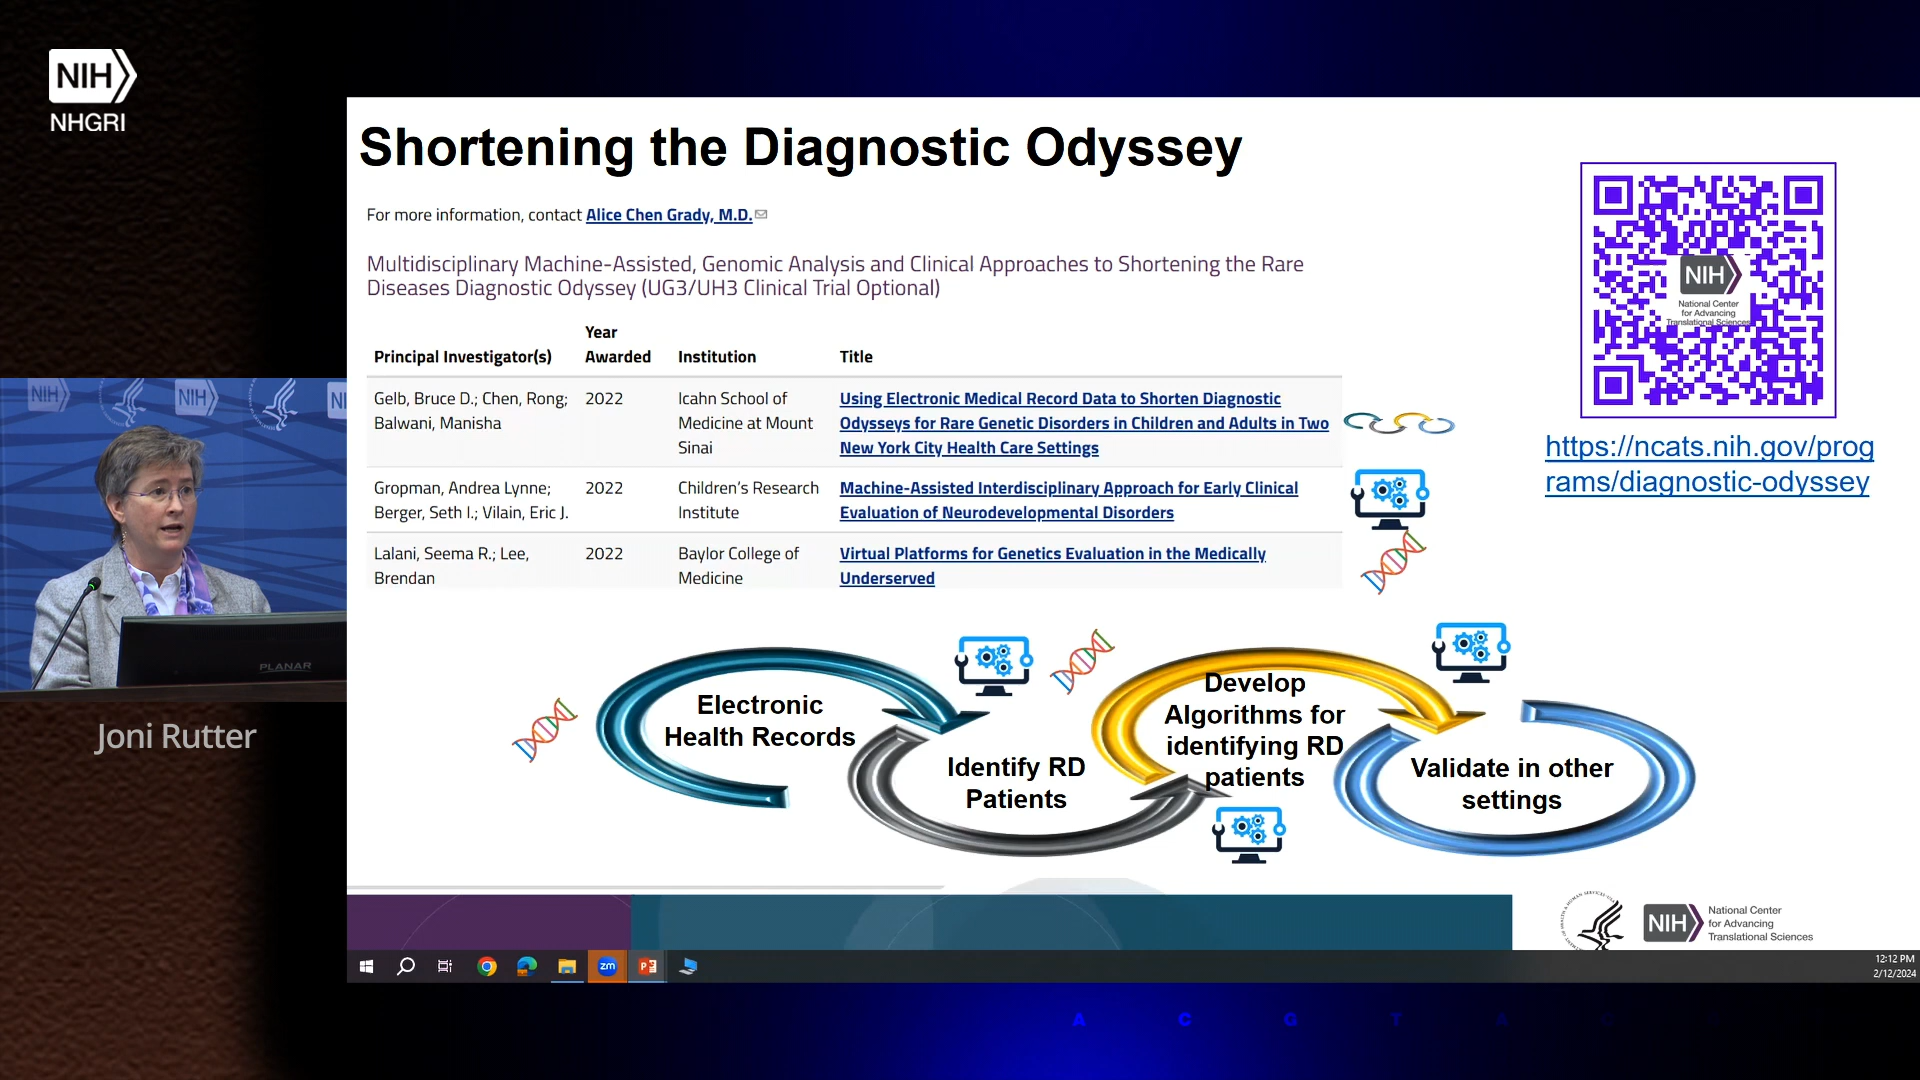 NIH
NHGRI
Shortening the Diagnostic Odyssey
For more information, contact Alice Chen Grady, M.D.
Multidisciplinary Machine-Assisted, Genomic Analysis and Clinical Approaches to Shortening the Rare
Diseases Diagnostic Odyssey (UG3/UH3 Clinical Trial Optional)
Principal Investigator(s)
Year
Awarded
Institution
Title
Gelb, Bruce D.; Chen, Rong;
Balwani, Manisha
2022
Icahn School of
Medicine at Mount
Sinai
Using Electronic Medical Record Data to Shorten Diagnostic
Odysseys for Rare Genetic Disorders in Children and Adults in Two
New York City Health Care Settings
Gropman, Andrea Lynne;
Berger, Seth I.; Vilain, Eric J.
2022
Children's Research
Institute
Machine-Assisted Interdisciplinary Approach for Early Clinical
Evaluation of Neurodevelopmental Disorders
Lalani, Seema R.; Lee,
Brendan
2022
Baylor College of
Medicine
Virtual Platforms for Genetics Evaluation in the Medically
Underserved
NIH
National Center
for Advancing
Translational Sciences
https://ncats.nih.gov/prog
rams/diagnostic-odyssey
Electronic
Health Records
Identify RD
Patients
Develop
Algorithms for
identifying RD
patients
Validate in other
settings
NIH
NIH
PLANAR
Joni Rutter
NIH
National Center
for Advancing
Translational Sciences
zm
12:12 PM
2/12/2024
A C G T A G